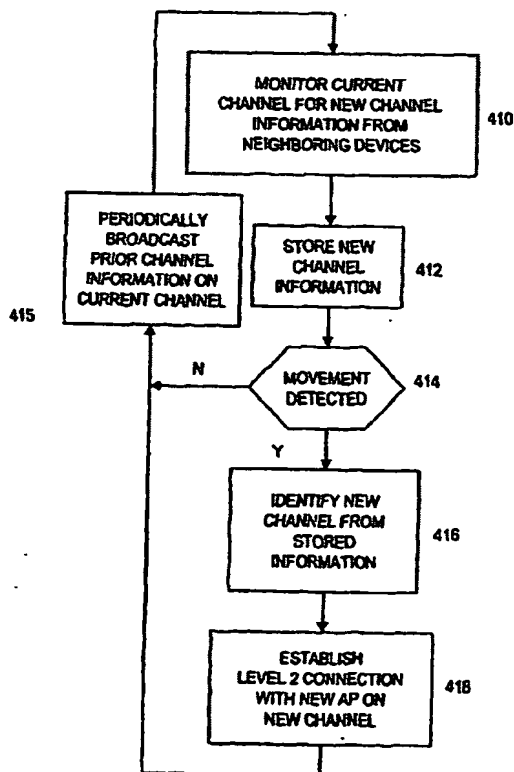 MONITOR CURRENT
CHANNEL FOR NEW CHANNEL
INFORMATION FROM
NEIGHBORING DEVICES
410
PERIODICALLY
BROADCAST
PRIOR CHANNEL
INFORMATION ON
CURRENT CHANNEL
415
STORE NEW
CHANNEL
INFORMATION
412
N
MOVEMENT
DETECTED
414
Y
IDENTIFY NEW
CHANNEL FROM
STORED
INFORMATION
416
ESTABLISH
LEVEL 2 CONNECTION
WITH NEW AP ON
NEW CHANNEL
418